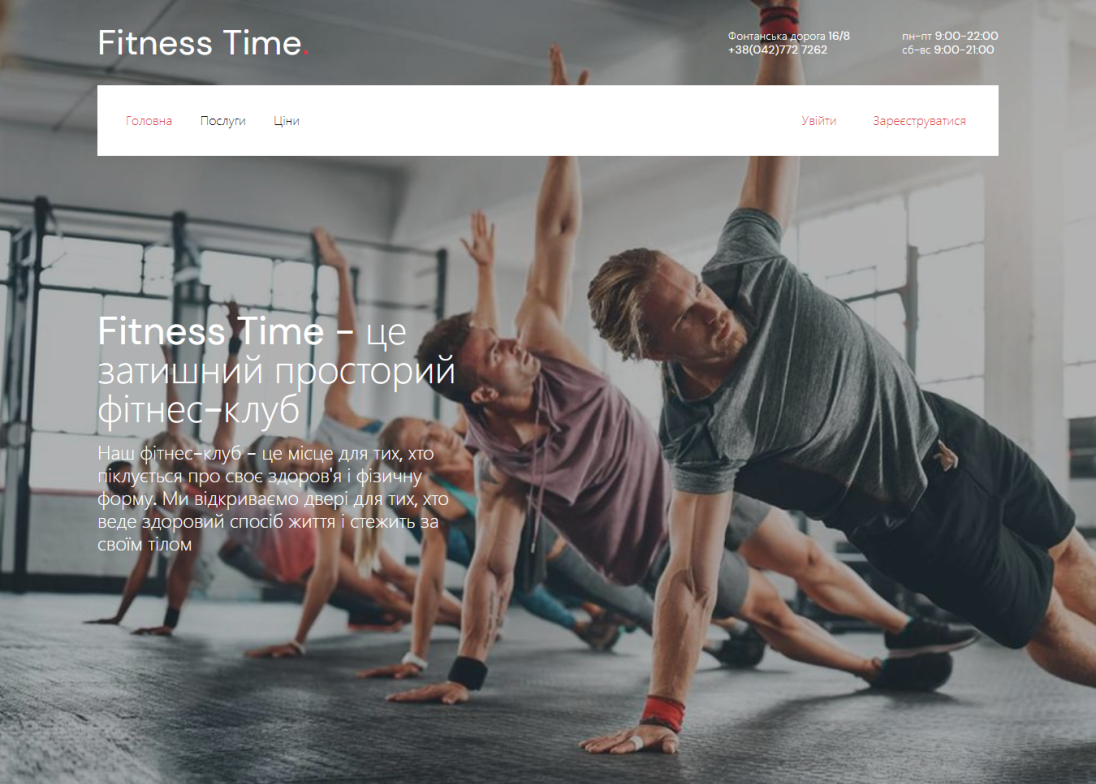 Fitness Time.
Фонтанська дорога 16/8
+38(042)772 7262
пн-пт 9:00-22:00
сб-вс 9:00-21:00
Головна
Послуги
Ціни
Увійти
Зареєструватися
Fitness Time - це
затишний просторий
фітнес-клуб
Наш фітнес-клуб - це місце для тих, хто
піклується про своє здоров'я і фізичну
форму. Ми відкриваємо двері для тих, хто
веде здоровий спосіб життя і стежить за
своїм тілом